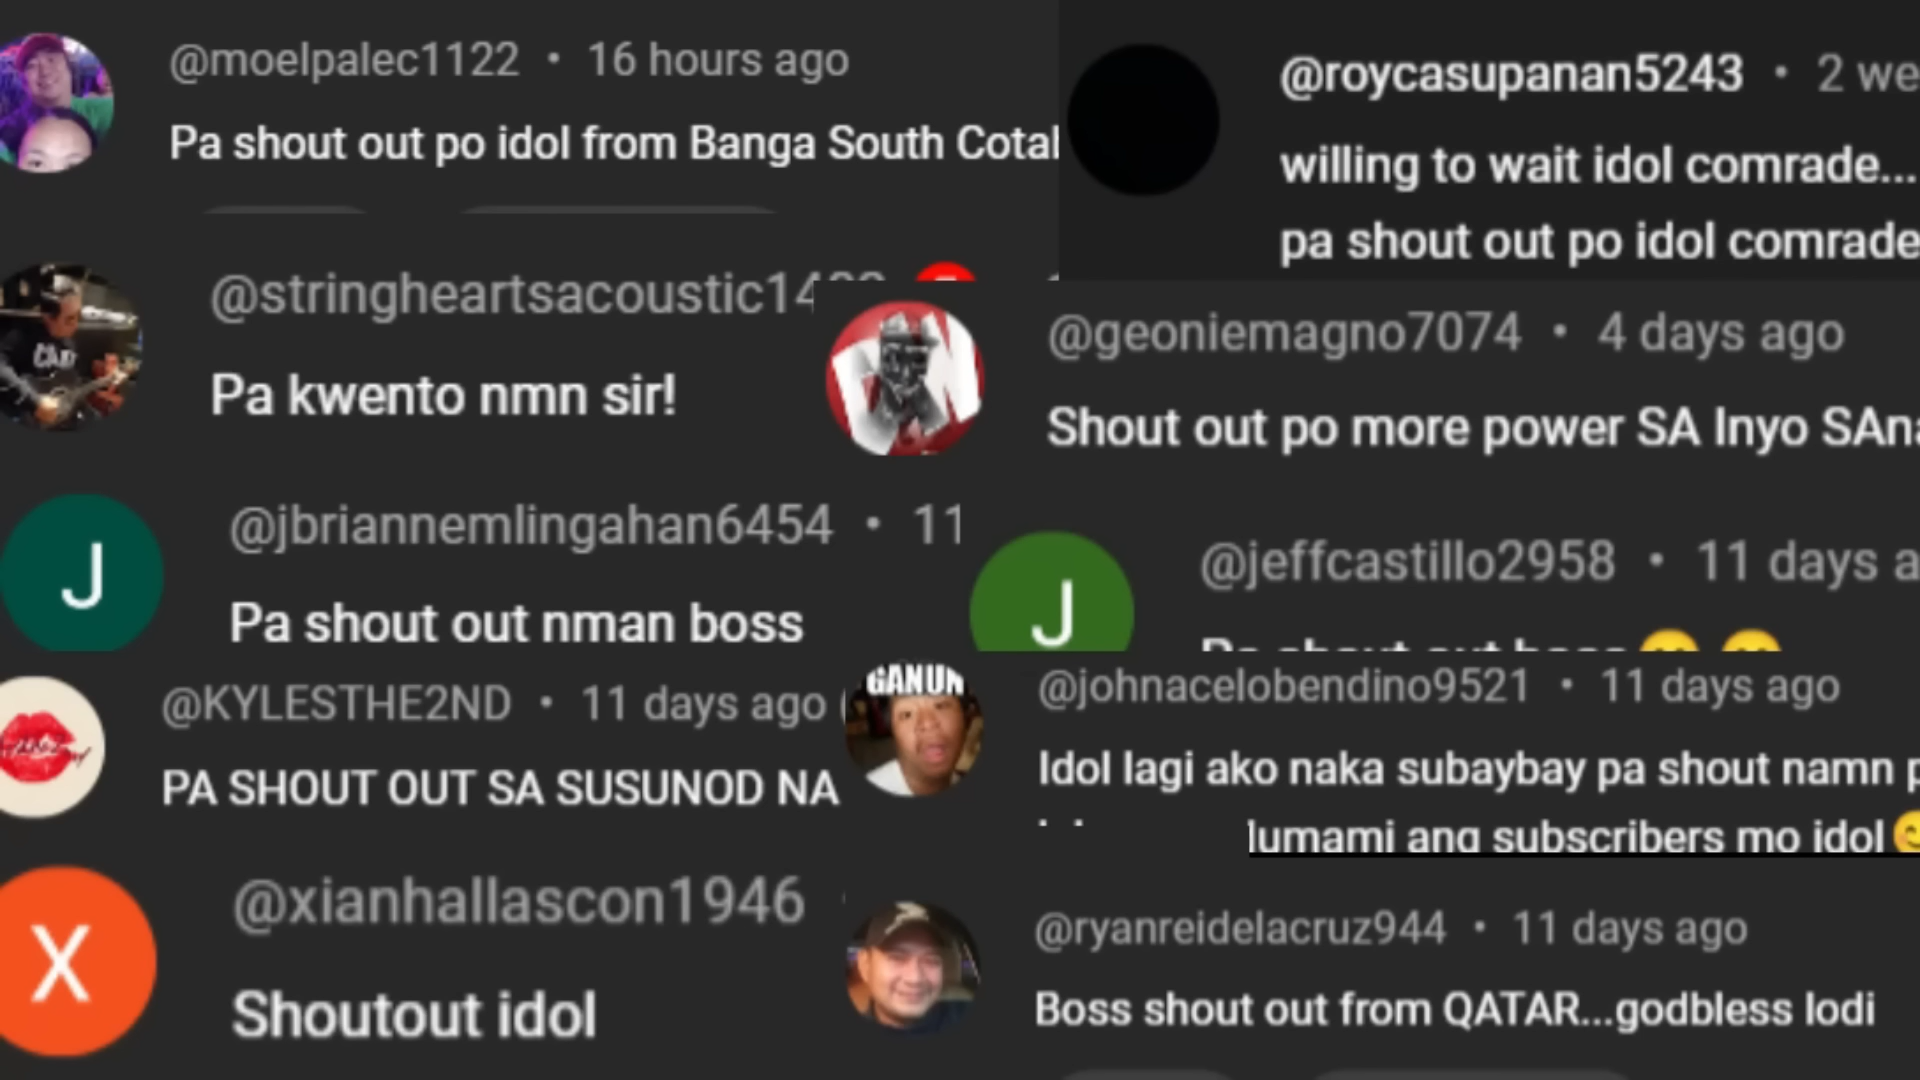 @moelpalec1122 • 16 hours ago
Pa shout out po idol from Banga South
@roycasupanan5243 • 2
willing to wait idol comrade...
pa shout out po idol comrade
@stringheartsacoustic14
Pa kwento nmn sir!
@geoniemagno7074 • 4 days ago
Shout out po more power SA Inyo
@jbriannemlingahan6454 • 11
Pa shout out nman boss
J
J
@jeffcastillo2958 • 11 days
@KYLESTHE2ND • 11 days ago
PA SHOUT OUT SA SUSUNOD NA
GANUN
@johnacelobendino9521 • 11 days ago
Idol lagi ako naka subaybay pa shout namn
lumami ang subscribers mo idol
X
@xianhallascon1946
Shoutout idol
@ryanreidelacruz944 • 11 days ago
Boss shout out from QATAR...godbless lodi